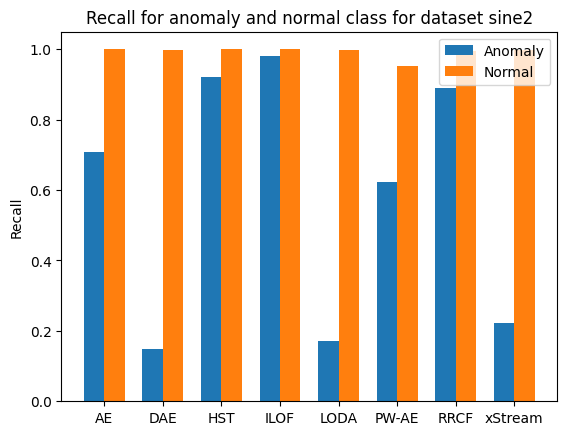 Recall for anomaly and normal class for dataset sine2
Anomaly
Normal
Recall
1.0
0.8
0.6
0.4
0.2
0.0
AE DAE HST ILOF LODA PW-AE RRCF xStream